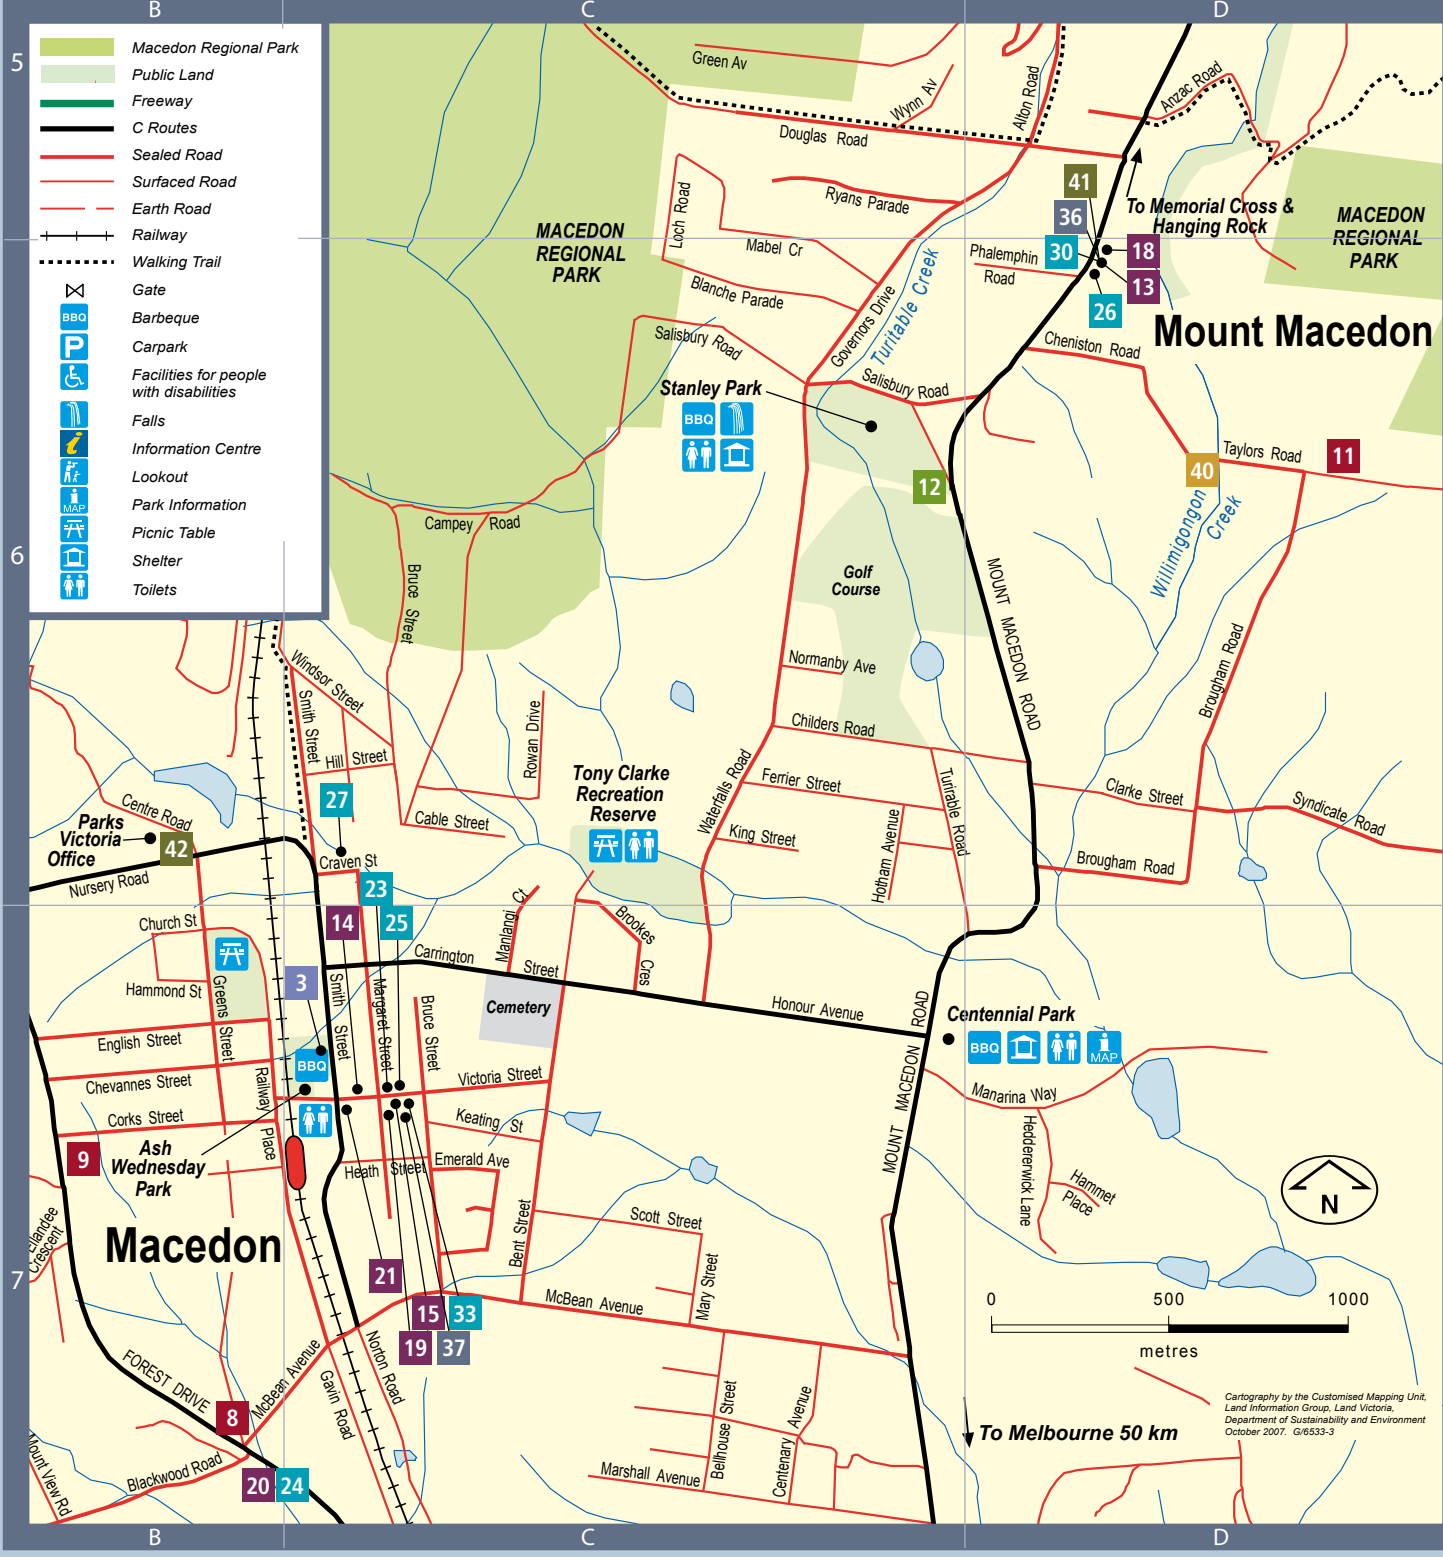 B
C
D
5
6
7
Macedon Regional Park
Public Land
Freeway
C Routes
Sealed Road
Surfaced Road
Earth Road
Railway
Walking Trail
Gate
BBQ
Barbeque
P
Carpark
Facilities for people
with disabilities
Falls
i
Information Centre
Lookout
MAP
Park Information
Picnic Table
Shelter
Toilets
Green Av
Wynn Av
Alton Road
Anzac Road
Douglas Road
Ryans Parade
Loch Road
Mabel Cr
Blanche Parade
MACEDON
REGIONAL
PARK
41
36
30
18
13
26
To Memorial Cross &
Hanging Rock
MACEDON
REGIONAL
PARK
Phalemphin
Road
Mount Macedon
Governors Drive
Turitable Creek
Salisbury Road
Salisbury Road
Cheniston Road
Stanley Park
BBQ
12
Taylors Road
11
40
Willimigongon
Creek
Campey Road
Bruce Street
Golf
Course
MOUNT MACEDON ROAD
Normanby Ave
Childers Road
Brougham Road
Windsor Street
Smith Street
Hill Street
Rowan Drive
27
Cable Street
Tony Clarke
Recreation
Reserve
Waterfalls Road
Ferrier Street
King Street
Hotham Avenue
Turitable Road
Clarke Street
Syndicate Road
Brougham Road
Centre Road
Parks
Victoria
Office
42
Nursery Road
Craven St
23
14
25
Church St
Hammond St
Greens
Street
3
Smith
Street
Margaret Street
Bruce Street
Carrington
Street
Manlangi Ct
Brookes
Cres
Cemetery
Honour Avenue
MOUNT MACEDON ROAD
Centennial Park
BBQ
MAP
English Street
Chevannes Street
Corks Street
Railway
Place
BBQ
Victoria Street
Keating St
Heath Street
Emerald Ave
Manarina Way
Heddererwick Lane
Hammet
Place
9
Ash
Wednesday
Park
Macedon
Ellandee
Crescent
21
15
33
19
37
Bent Street
Scott Street
Mary Street
McBean Avenue
N
0
500
1000
metres
FOREST DRIVE
McBean Avenue
8
Gavin Road
Norton Road
Mount View Rd
Blackwood Road
20
24
Bellhouse Street
Centenary Avenue
Marshall Avenue
To Melbourne 50 km
Cartography by the Customised Mapping Unit,
Land Information Group, Land Victoria,
Department of Sustainability and Environment
October 2007. G/6533-3
B
C
D